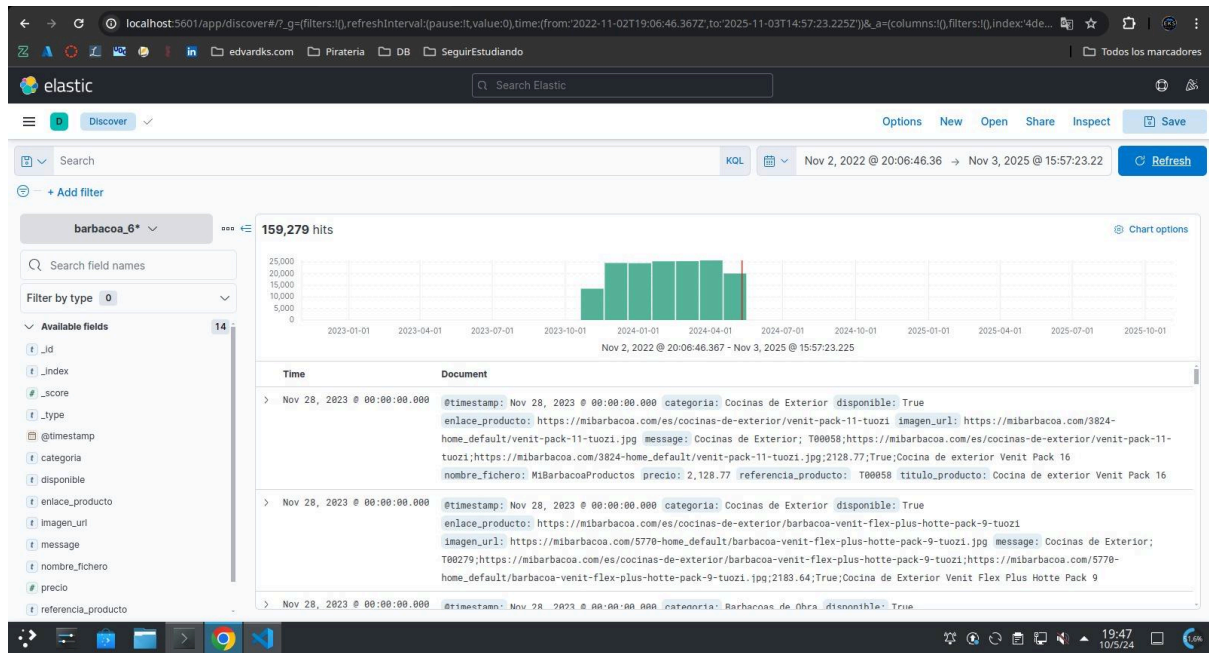 localhost:5601/app/discover#/?_g=(filters:!(),refreshInterval:(pause:!t,value:0),time:(from:'2022-11-02T19:06:46.367Z',to:'2025-11-03T14:57:23.225Z'))&_a=(columns:!(),filters:!(),index:'4de...
edvardks.com Pirateria DB SeguirEstudiando Todos los marcadores
elastic Search Elastic
D Discover Options New Open Share Inspect Save
Search KQL Nov 2, 2022 @ 20:06:46.36 → Nov 3, 2025 @ 15:57:23.22 Refresh
+ Add filter
barbacoa_6* 159,279 hits Chart options
Search field names
Filter by type 0
Available fields 14
t _id
t _index
# _score
t _type
@timestamp
t categoria
t disponible
t enlace_producto
t imagen_url
t message
t nombre_fichero
# precio
t referencia_producto
25,000
20,000
15,000
10,000
5,000
0
2023-01-01 2023-04-01 2023-07-01 2023-10-01 2024-01-01 2024-04-01 2024-07-01 2024-10-01 2025-01-01 2025-04-01 2025-07-01 2025-10-01
Nov 2, 2022 @ 20:06:46.367 - Nov 3, 2025 @ 15:57:23.225
Time Document
Nov 28, 2023 @ 00:00:00.000 @timestamp: Nov 28, 2023 @ 00:00:00.000 categoria: Cocinas de Exterior disponible: True
enlace_producto: https://mibarbacoa.com/es/cocinas-de-exterior/venit-pack-11-tuozi imagen_url: https://mibarbacoa.com/3824-
home_default/venit-pack-11-tuozi.jpg message: Cocinas de Exterior; T00058;https://mibarbacoa.com/es/cocinas-de-exterior/venit-pack-11-
tuozi;https://mibarbacoa.com/3824-home_default/venit-pack-11-tuozi.jpg;2128.77;True;Cocina de exterior Venit Pack 16
nombre_fichero: MiBarbacoaProductos precio: 2,128.77 referencia_producto: T00058 titulo_producto: Cocina de exterior Venit Pack 16
Nov 28, 2023 @ 00:00:00.000 @timestamp: Nov 28, 2023 @ 00:00:00.000 categoria: Cocinas de Exterior disponible: True
enlace_producto: https://mibarbacoa.com/es/cocinas-de-exterior/barbacoa-venit-flex-plus-hotte-pack-9-tuozi
imagen_url: https://mibarbacoa.com/5770-home_default/barbacoa-venit-flex-plus-hotte-pack-9-tuozi.jpg message: Cocinas de Exterior;
T00279;https://mibarbacoa.com/es/cocinas-de-exterior/barbacoa-venit-flex-plus-hotte-pack-9-tuozi;https://mibarbacoa.com/5770-
home_default/barbacoa-venit-flex-plus-hotte-pack-9-tuozi.jpg;2183.64;True;Cocina de Exterior Venit Flex Plus Hotte Pack 9
Nov 28, 2023 @ 00:00:00.000 @timestamp: Nov 28, 2023 @ 00:00:00.000 categoria: Barbacoas de Obra disponible: True
19:47
10/5/24